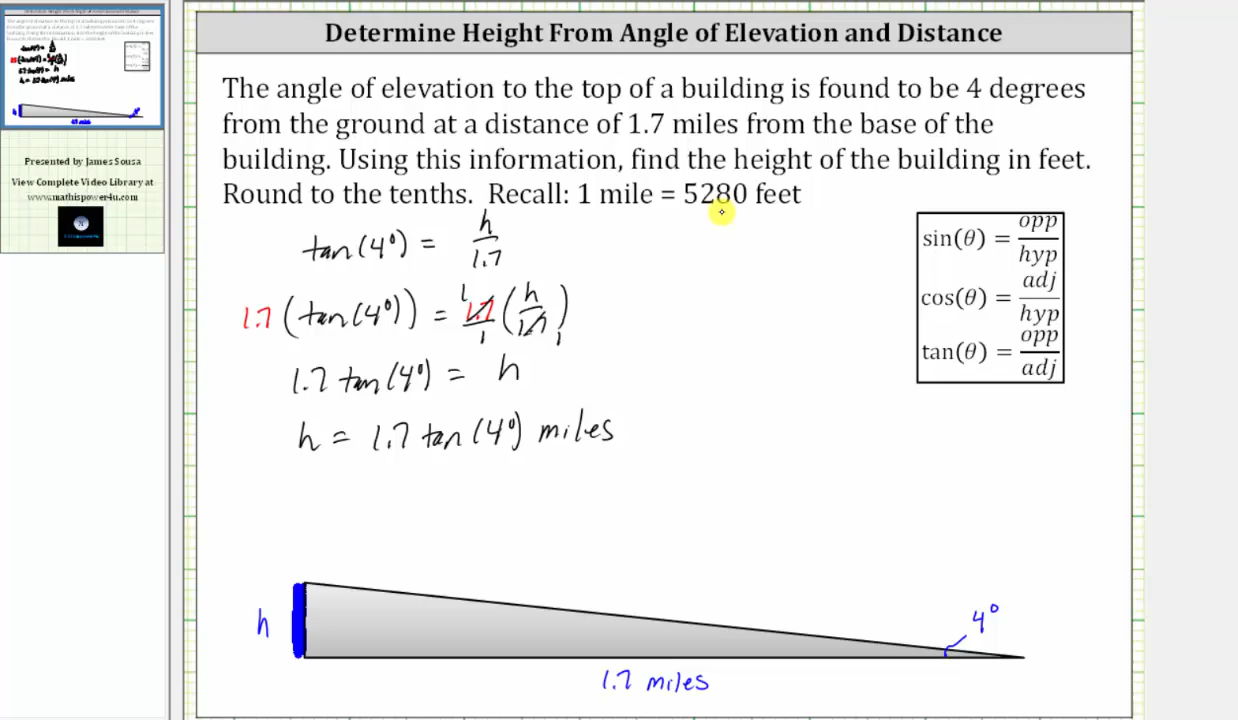 Determine Height From Angle of Elevation and Distance
The angle of elevation to the top of a building is found to be 4 degrees
from the ground at a distance of 1.7 miles from the base of the
building. Using this information, find the height of the building in feet.
Round to the tenths. Recall: 1 mile = 5280 feet
tan(4°) = h/1.7
1.7 (tan(4°)) = 1 1.7/1 (h/1.7) 1
1.7 tan(4°) = h
h = 1.7 tan(4°) miles
sin(θ) = opp/hyp
cos(θ) = adj/hyp
tan(θ) = opp/adj
h
4°
1.7 miles
Presented by James Sousa
View Complete Video Library at
www.mathispower4u.com